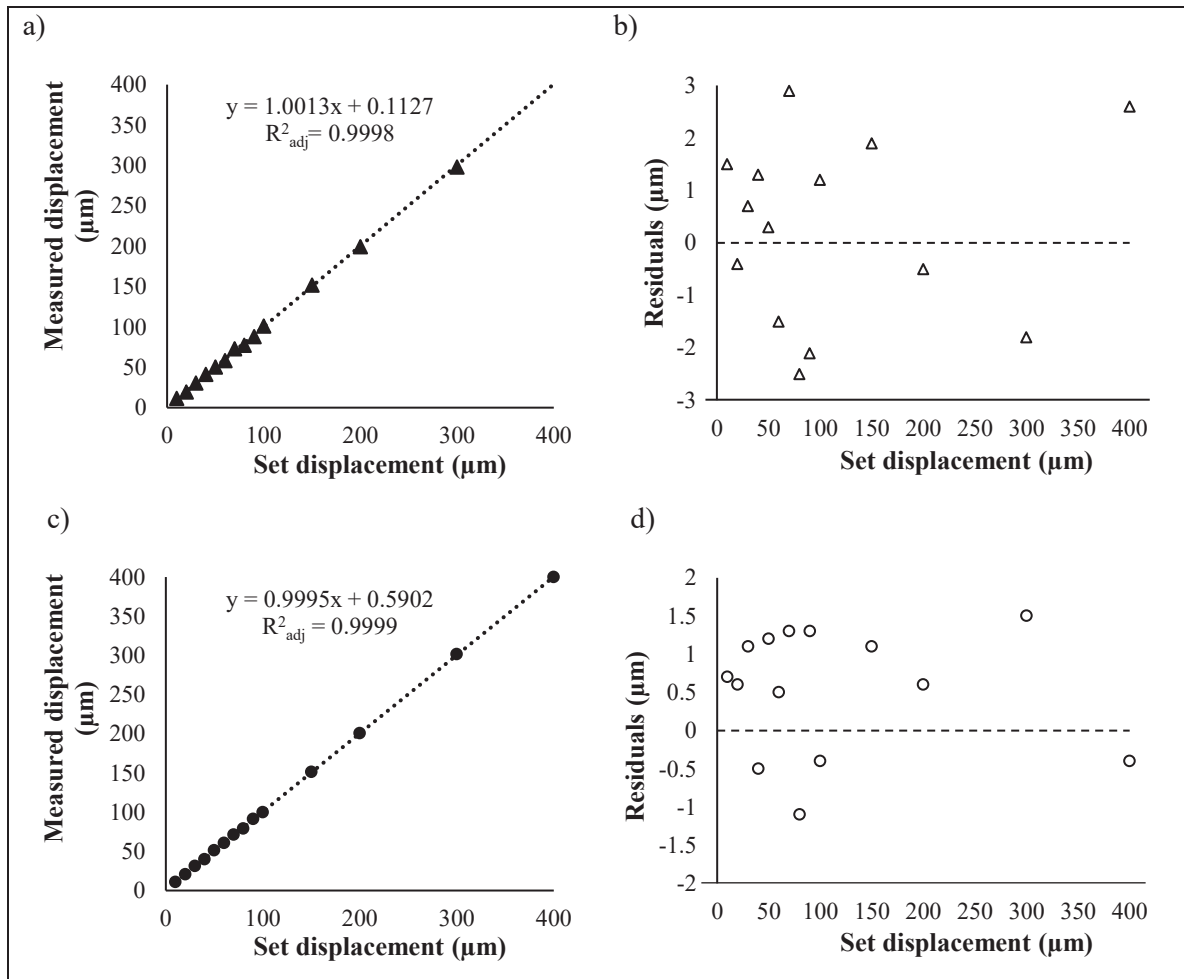 a)
Measured displacement
(μm)
400
350
300
250
200
150
100
50
0
y = 1.0013x + 0.1127
R²adj= 0.9998
0 100 200 300 400
Set displacement (μm)
b)
Residuals (μm)
3
2
1
0
-1
-2
-3
0 50 100 150 200 250 300 350 400
Set displacement (μm)
c)
Measured displacement
(μm)
400
350
300
250
200
150
100
50
0
y = 0.9995x + 0.5902
R²adj = 0.9999
0 100 200 300 400
Set displacement (μm)
d)
Residuals (μm)
2
1.5
1
0.5
0
-0.5
-1
-1.5
-2
0 50 100 150 200 250 300 350 400
Set displacement (μm)